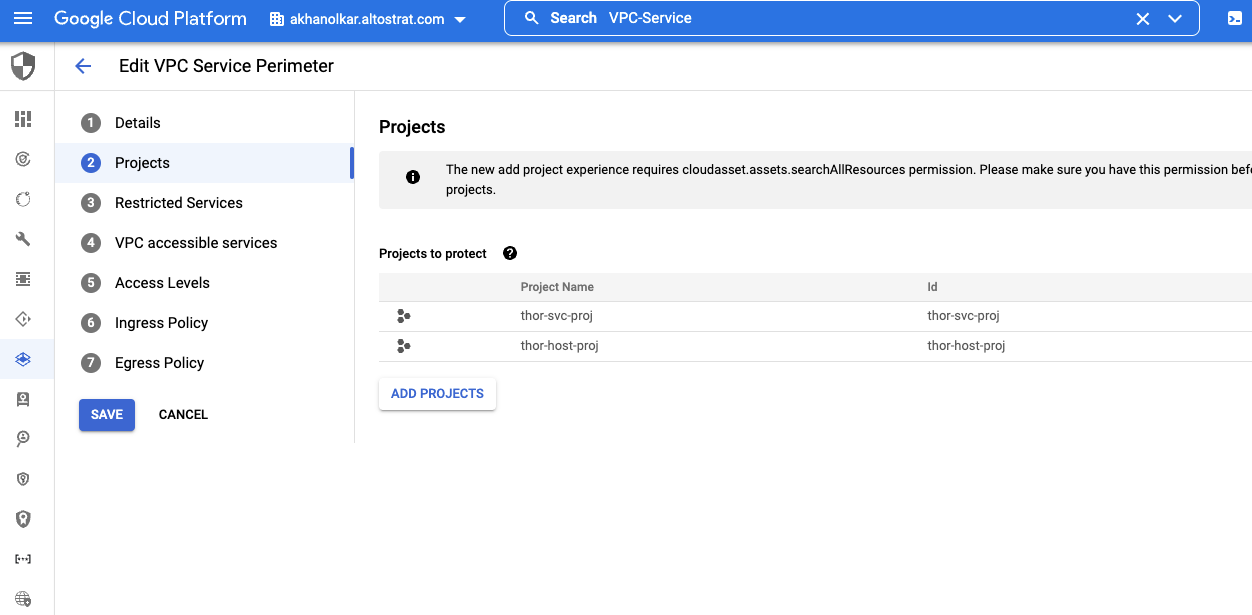 Google Cloud Platform
akhanolkar.altostrat.com
Search VPC-Service
Edit VPC Service Perimeter
1 Details
2 Projects
3 Restricted Services
4 VPC accessible services
5 Access Levels
6 Ingress Policy
7 Egress Policy
SAVE CANCEL
Projects
The new add project experience requires cloudasset.assets.searchAllResources permission. Please make sure you have this permission
projects.
Projects to protect
Project Name Id
thor-svc-proj thor-svc-proj
thor-host-proj thor-host-proj
ADD PROJECTS